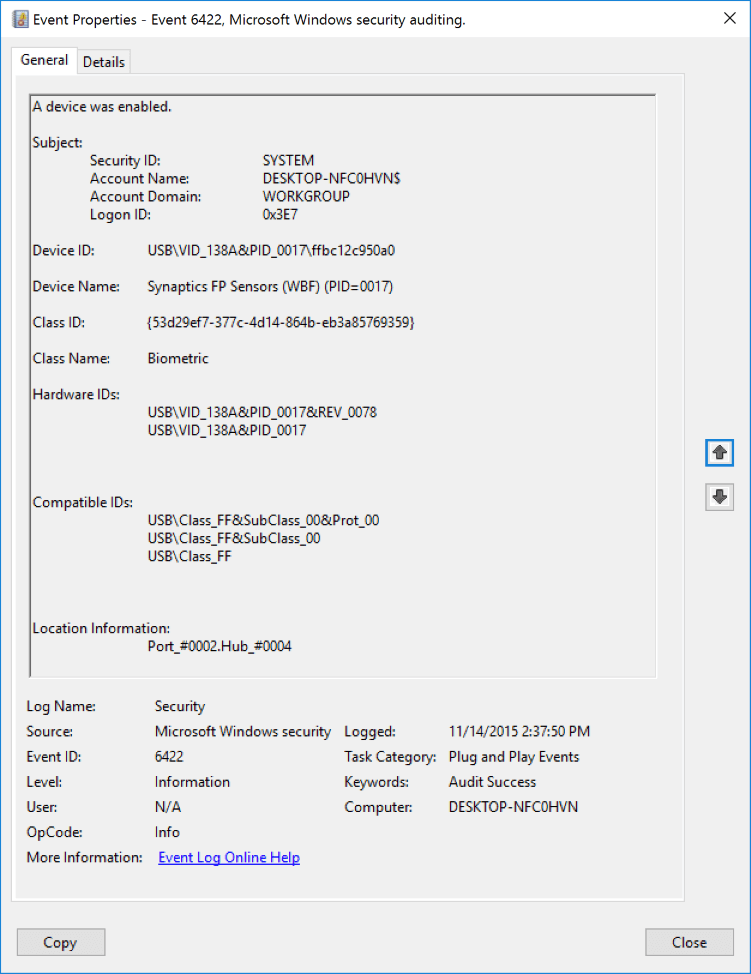 Event Properties - Event 6422, Microsoft Windows security auditing.
General Details
A device was enabled.
Subject:
Security ID: SYSTEM
Account Name: DESKTOP-NFC0HVN$
Account Domain: WORKGROUP
Logon ID: 0x3E7
Device ID: USB\VID_138A&PID_0017\ffbc12c950a0
Device Name: Synaptics FP Sensors (WBF) (PID=0017)
Class ID: {53d29ef7-377c-4d14-864b-eb3a85769359}
Class Name: Biometric
Hardware IDs:
USB\VID_138A&PID_0017&REV_0078
USB\VID_138A&PID_0017
Compatible IDs:
USB\Class_FF&SubClass_00&Prot_00
USB\Class_FF&SubClass_00
USB\Class_FF
Location Information:
Port_#0002.Hub_#0004
Log Name: Security
Source: Microsoft Windows security Logged: 11/14/2015 2:37:50 PM
Event ID: 6422 Task Category: Plug and Play Events
Level: Information Keywords: Audit Success
User: N/A Computer: DESKTOP-NFC0HVN
OpCode: Info
More Information: Event Log Online Help
Copy Close